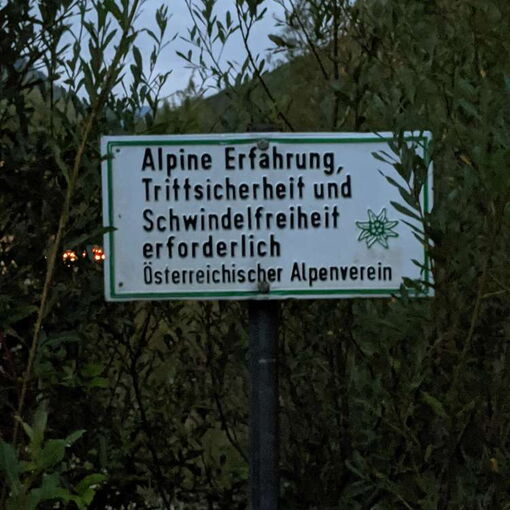 Alpine Erfahrung,
Trittsicherheit und
Schwindelfreiheit
erforderlich
Österreichischer Alpenverein